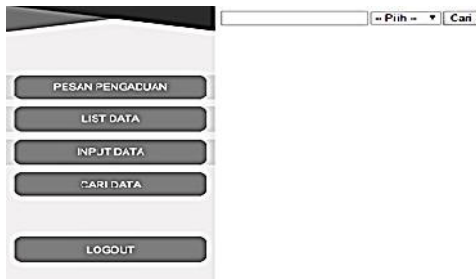 -- Pilih -- Cari
PESAN PENGADUAN
LIST DATA
INPUT DATA
CARI DATA
LOGOUT